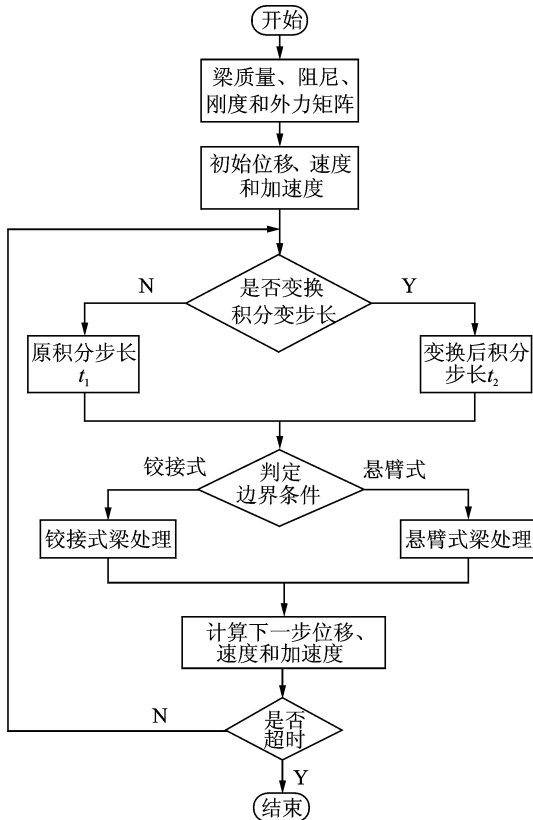 开始
梁质量、阻尼、
刚度和外力矩阵
初始位移、速度
和加速度
是否变换
积分变步长
N
Y
原积分步长
t₁
变换后积分
步长t₂
判定
边界条件
铰接式
悬臂式
铰接式梁处理
悬臂式梁处理
计算下一步位移、
速度和加速度
是否
超时
N
Y
结束